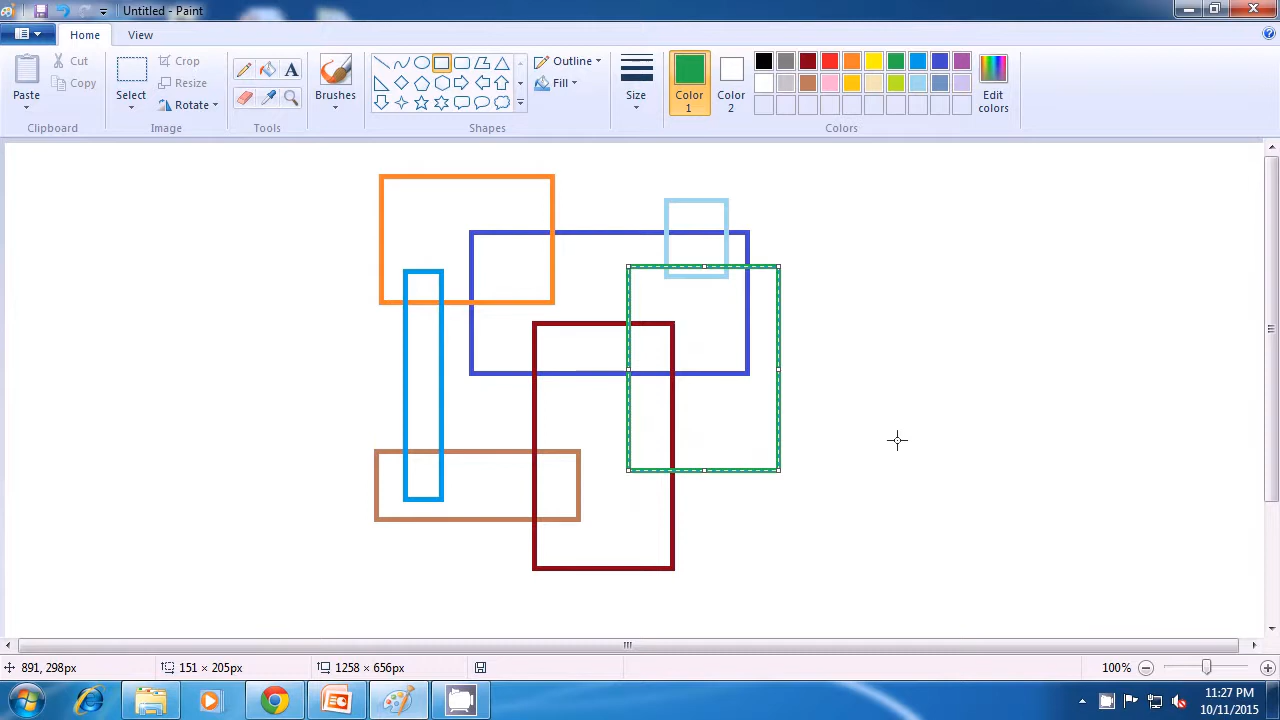 Untitled - Paint
Home
View
Paste
Cut
Copy
Clipboard
Select
Crop
Resize
Rotate
Image
A
Tools
Brushes
Shapes
Outline
Fill
Size
Color 1
Color 2
Edit colors
Colors
891, 298px
151 × 205px
1258 × 656px
100%
11:27 PM
10/11/2015